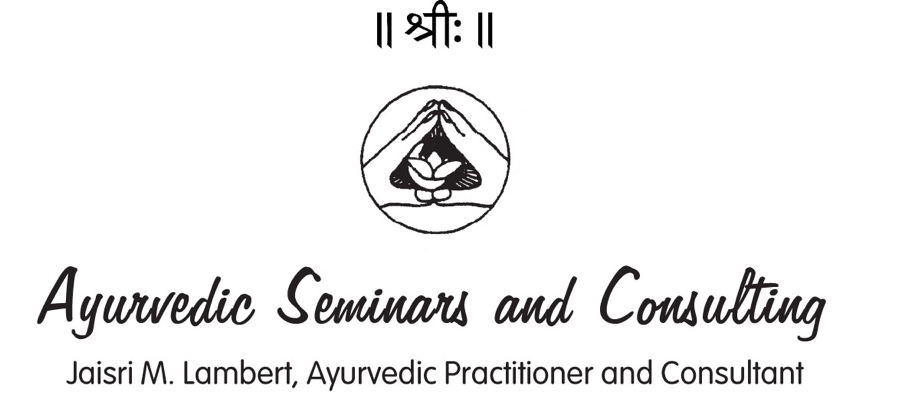 ॥ श्रीः ॥
Ayurvedic Seminars and Consulting
Jaisri M. Lambert, Ayurvedic Practitioner and Consultant